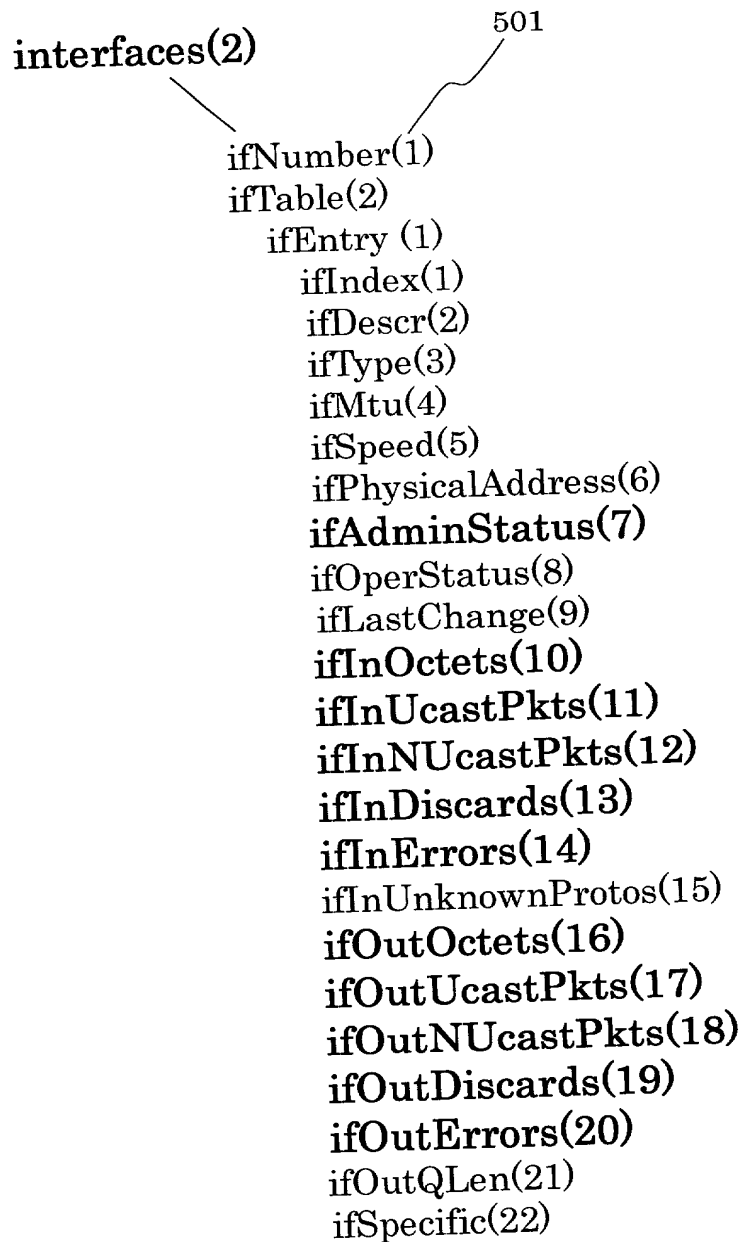 501
interfaces(2)
ifNumber(1)
ifTable(2)
ifEntry (1)
ifIndex(1)
ifDescr(2)
ifType(3)
ifMtu(4)
ifSpeed(5)
ifPhysicalAddress(6)
ifAdminStatus(7)
ifOperStatus(8)
ifLastChange(9)
ifInOctets(10)
ifInUcastPkts(11)
ifInNUcastPkts(12)
ifInDiscards(13)
ifInErrors(14)
ifInUnknownProtos(15)
ifOutOctets(16)
ifOutUcastPkts(17)
ifOutNUcastPkts(18)
ifOutDiscards(19)
ifOutErrors(20)
ifOutQLen(21)
ifSpecific(22)